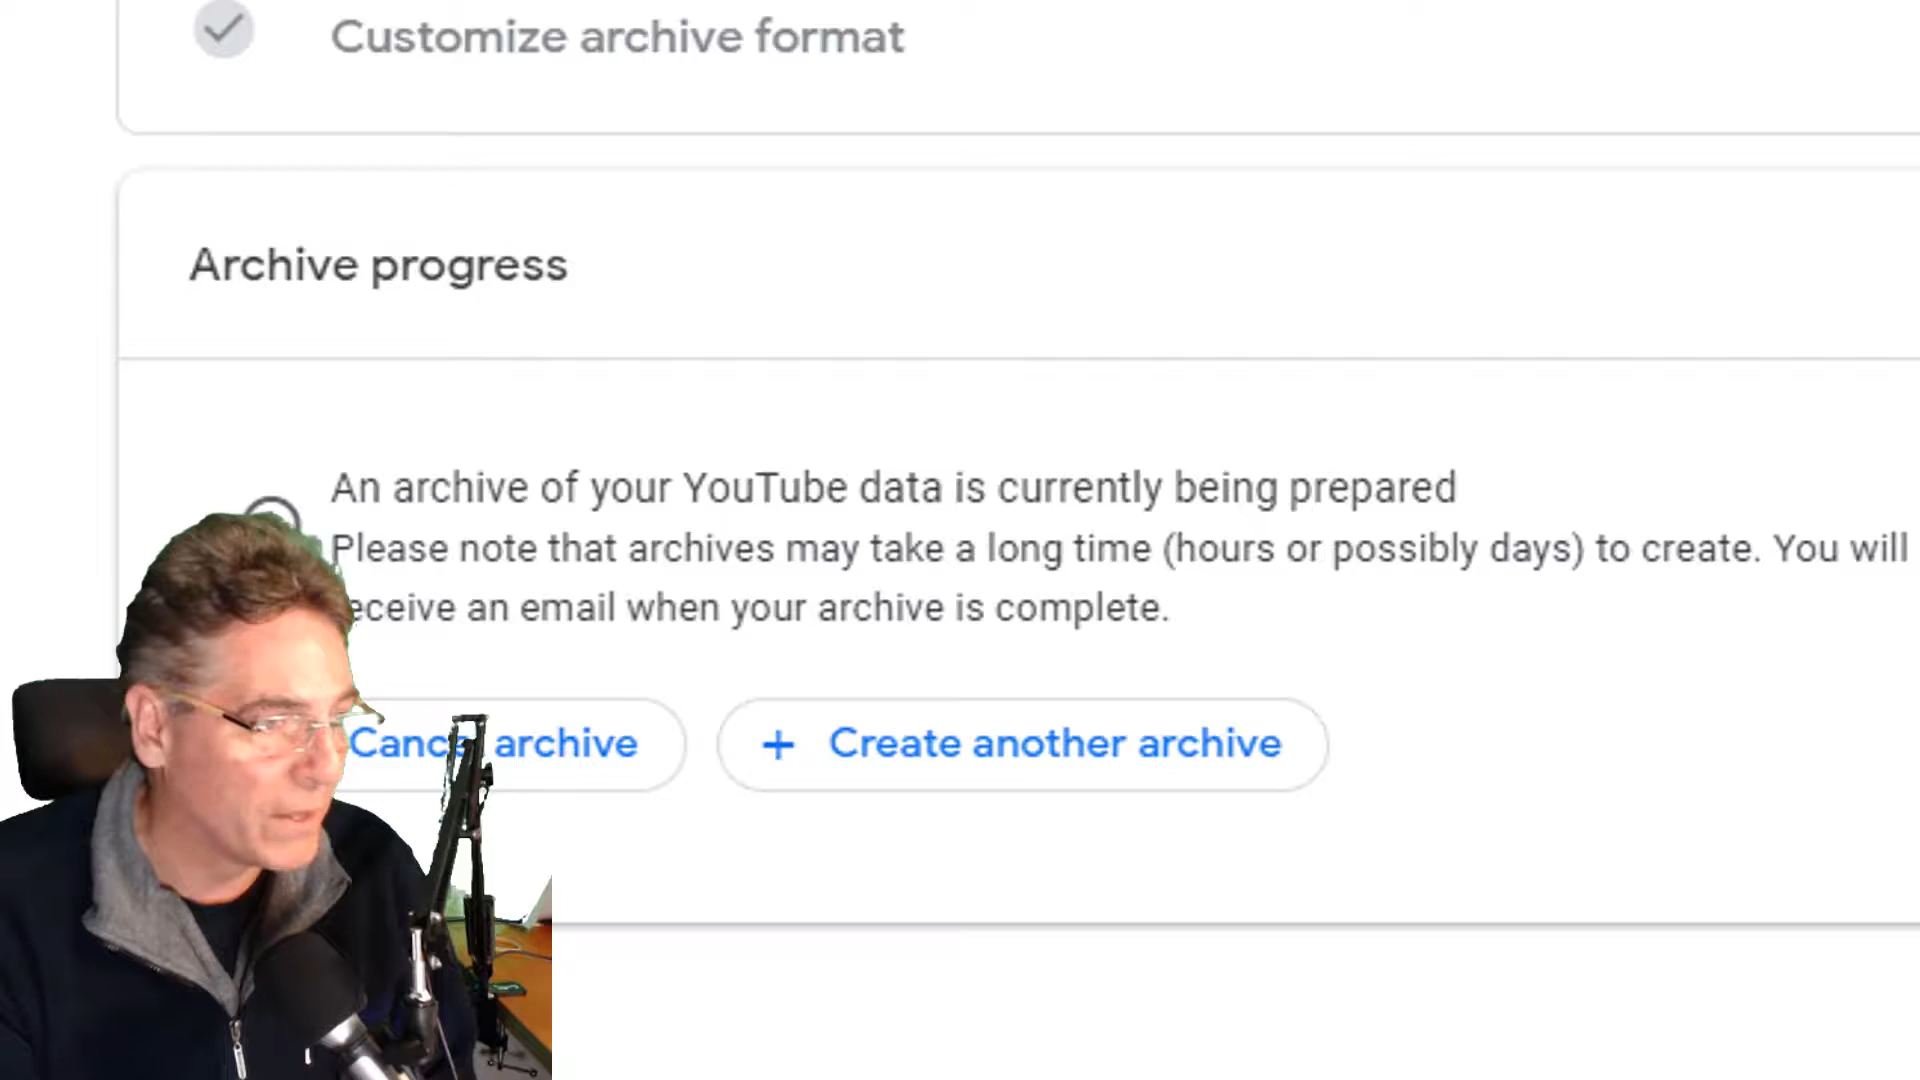 Customize archive format
Archive progress
An archive of your YouTube data is currently being prepared
Please note that archives may take a long time (hours or possibly days) to create. You will
eceive an email when your archive is complete.
Cancel archive
+ Create another archive